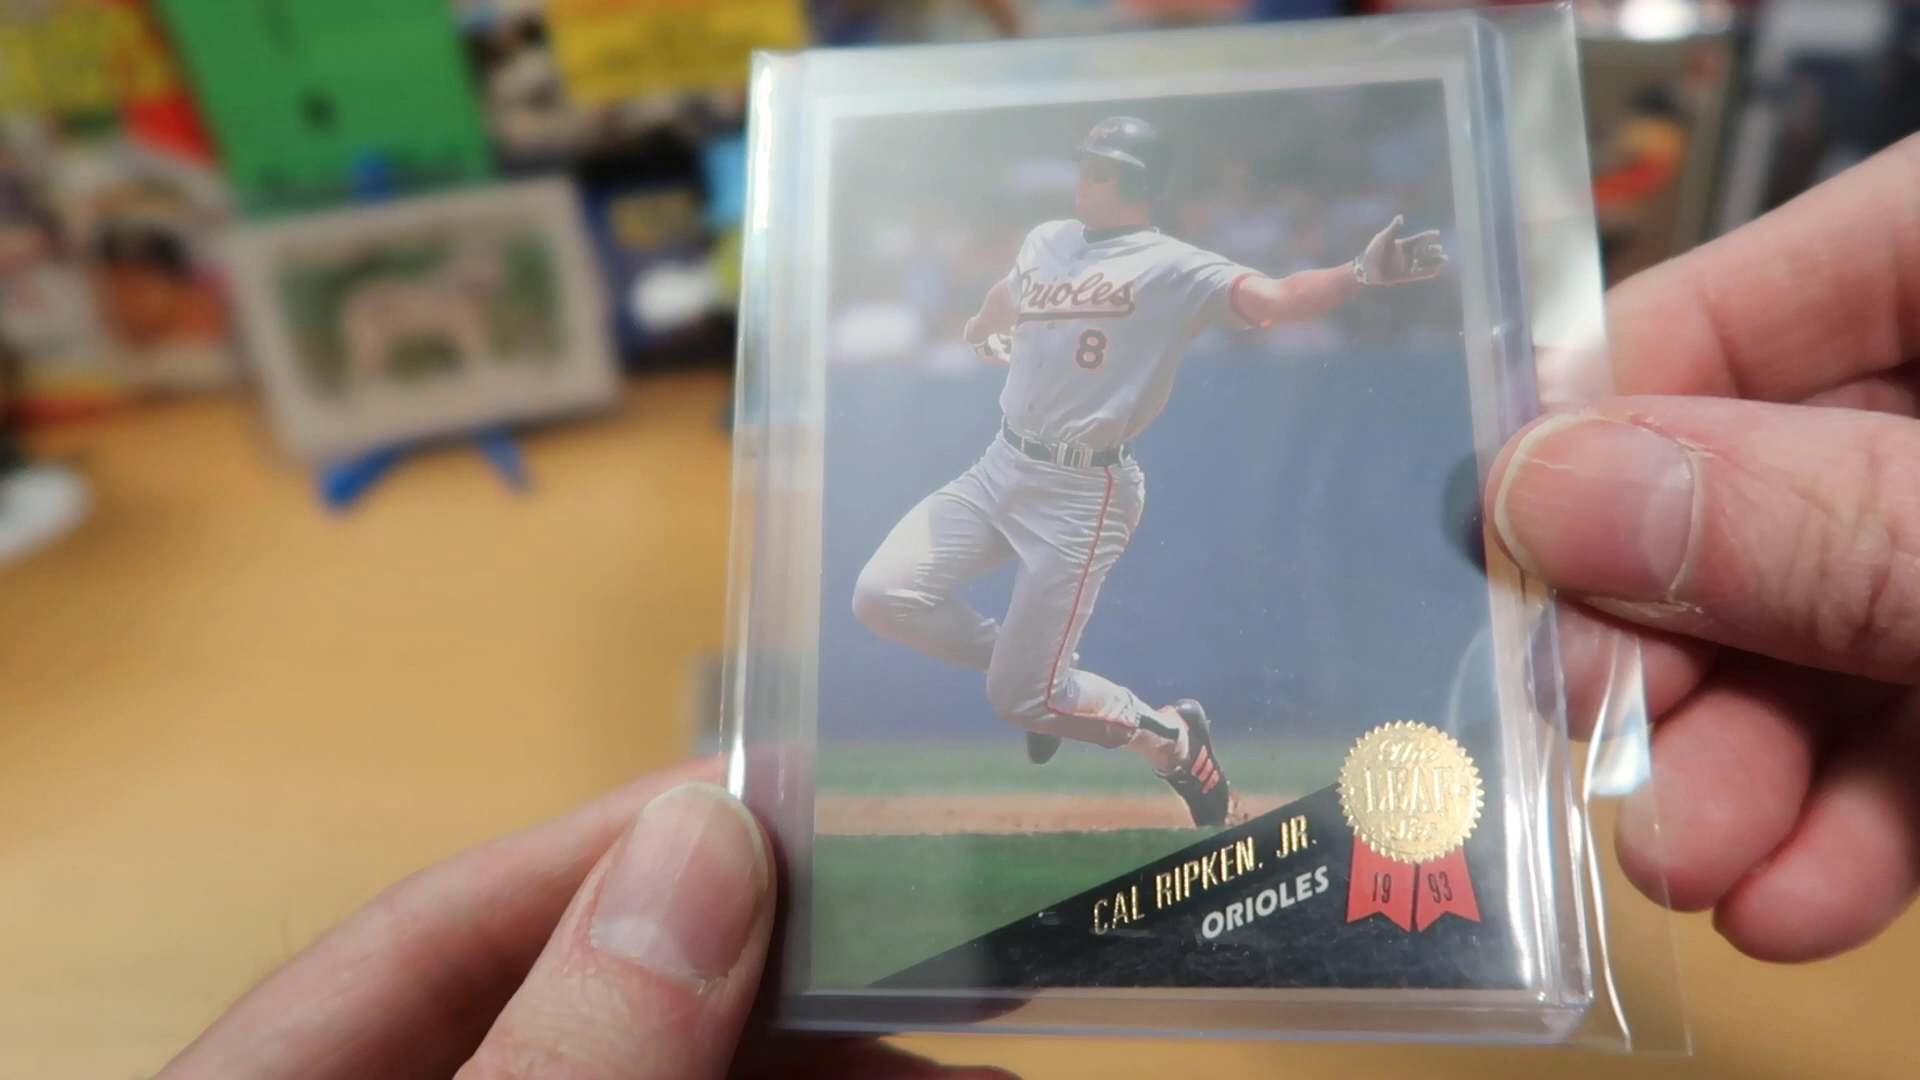 Orioles
8
The
LEAF
Set
CAL RIPKEN, JR.
ORIOLES
19 93